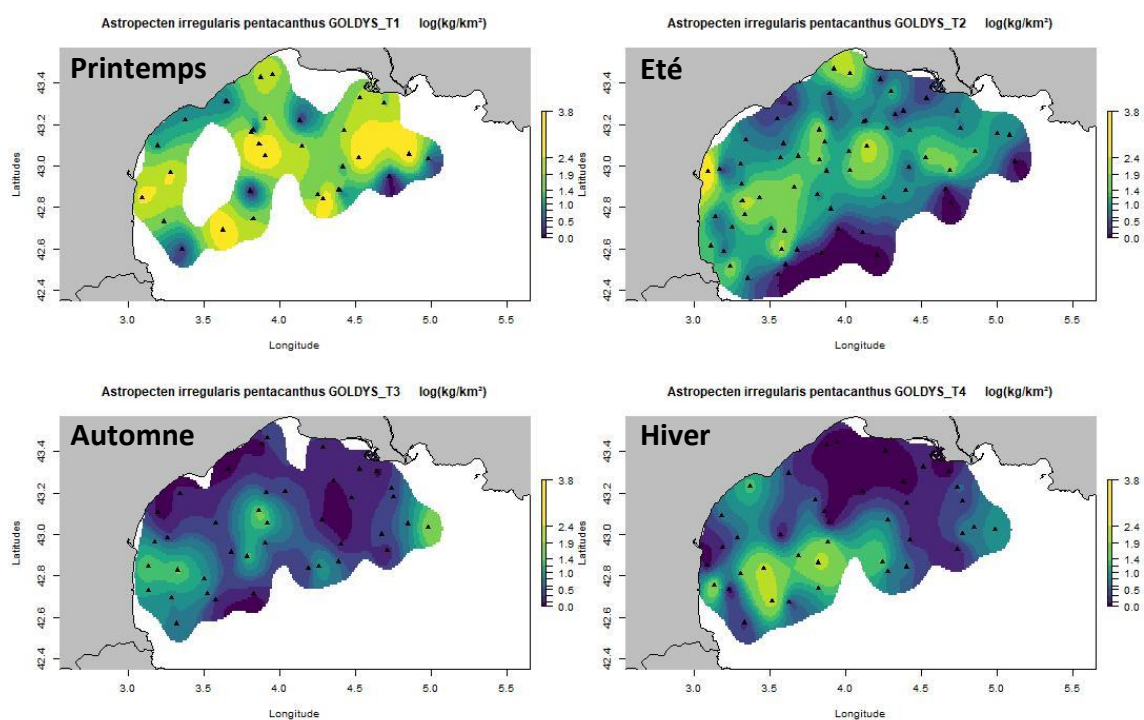 Astropecten irregularis pentacanthus GOLDYS_T1 log(kg/km²)
Printemps
Latitudes
43.4
43.2
43.0
42.8
42.6
42.4
3.0 3.5 4.0 4.5 5.0 5.5
Longitude
3.8
2.4
1.9
1.4
1.0
0.5
0.0
Astropecten irregularis pentacanthus GOLDYS_T2 log(kg/km²)
Eté
Latitudes
43.4
43.2
43.0
42.8
42.6
42.4
3.0 3.5 4.0 4.5 5.0 5.5
Longitude
3.8
2.4
1.9
1.4
1.0
0.5
0.0
Astropecten irregularis pentacanthus GOLDYS_T3 log(kg/km²)
Automne
Latitudes
43.4
43.2
43.0
42.8
42.6
42.4
3.0 3.5 4.0 4.5 5.0 5.5
Longitude
3.8
2.4
1.9
1.4
1.0
0.5
0.0
Astropecten irregularis pentacanthus GOLDYS_T4 log(kg/km²)
Hiver
Latitudes
43.4
43.2
43.0
42.8
42.6
42.4
3.0 3.5 4.0 4.5 5.0 5.5
Longitude
3.8
2.4
1.9
1.4
1.0
0.5
0.0